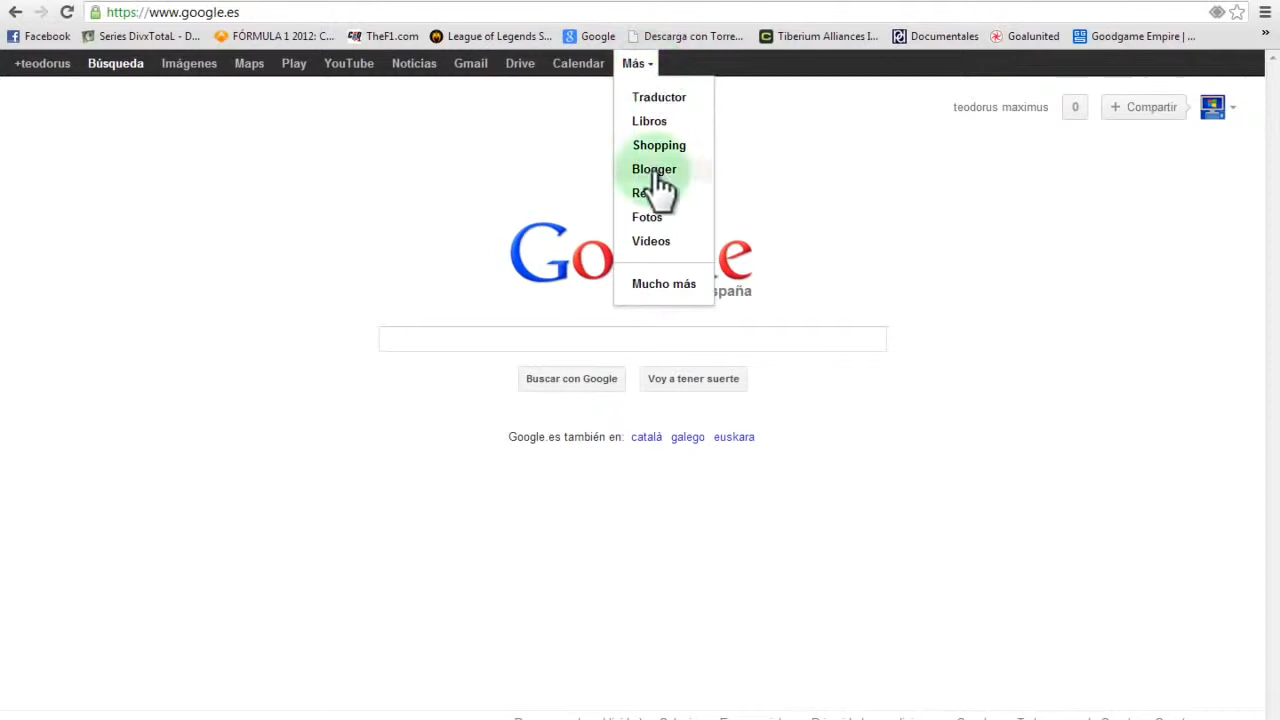 https://www.google.es
Facebook Series DivxTotaL - D... FÓRMULA 1 2012: C... TheF1.com League of Legends S... Google Descarga con Torre... Tiberium Alliances I... Documentales Goalunited Goodgame Empire | ... »
+teodorus Búsqueda Imágenes Maps Play YouTube Noticias Gmail Drive Calendar Más
Traductor
teodorus maximus 0 + Compartir
Libros
Shopping
Blogger
Fotos
Videos
Mucho más
Buscar con Google Voy a tener suerte
Google.es también en: català galego euskara